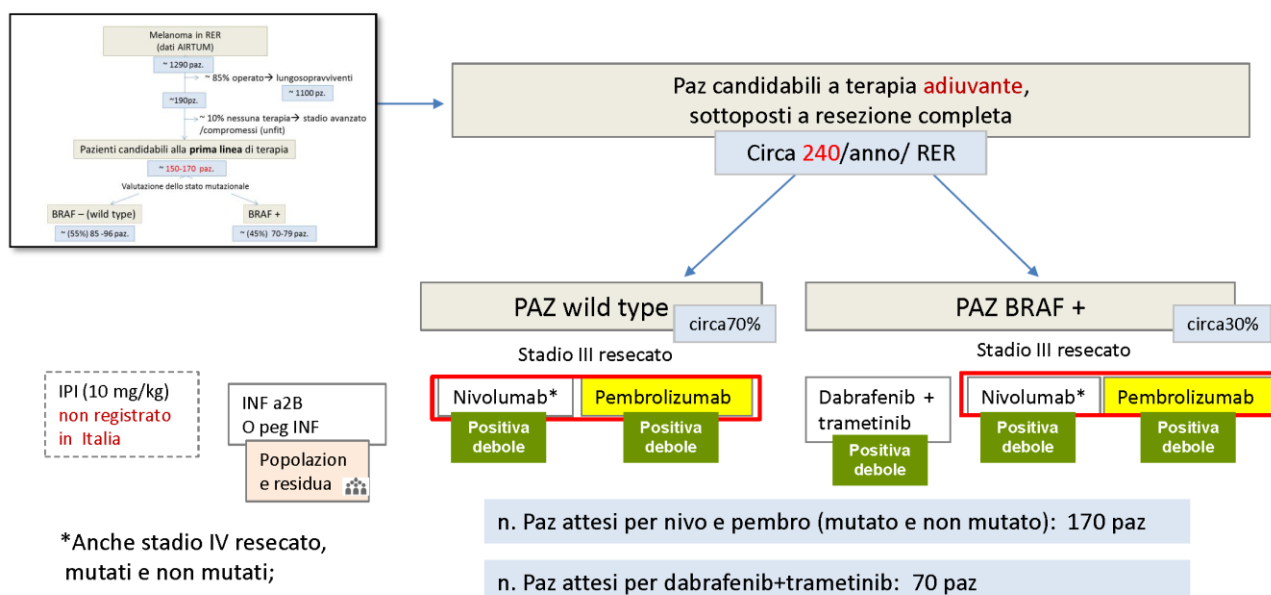 Melanoma in RER
(dati AIRTUM)
~ 1290 paz.
~ 85% operato→ lungosopravviventi
~ 1100 pz.
~190pz.
~ 10% nessuna terapia→ stadio avanzato
/compromessi (unfit)
Pazienti candidabili alla prima linea di terapia
~ 150-170 paz.
Valutazione dello stato mutazionale
BRAF – (wild type)
BRAF +
~ (55%) 85 -96 paz.
~ (45%) 70-79 paz.
Paz candidabili a terapia adiuvante,
sottoposti a resezione completa
Circa 240/anno/ RER
PAZ wild type
circa70%
PAZ BRAF +
circa30%
Stadio III resecato
Stadio III resecato
IPI (10 mg/kg)
non registrato
in Italia
INF a2B
O peg INF
Popolazion
e residua
Nivolumab*
Positiva
debole
Pembrolizumab
Positiva
debole
Dabrafenib +
trametinib
Positiva
debole
Nivolumab*
Positiva
debole
Pembrolizumab
Positiva
debole
n. Paz attesi per nivo e pembro (mutato e non mutato): 170 paz
*Anche stadio IV resecato,
mutati e non mutati;
n. Paz attesi per dabrafenib+trametinib: 70 paz